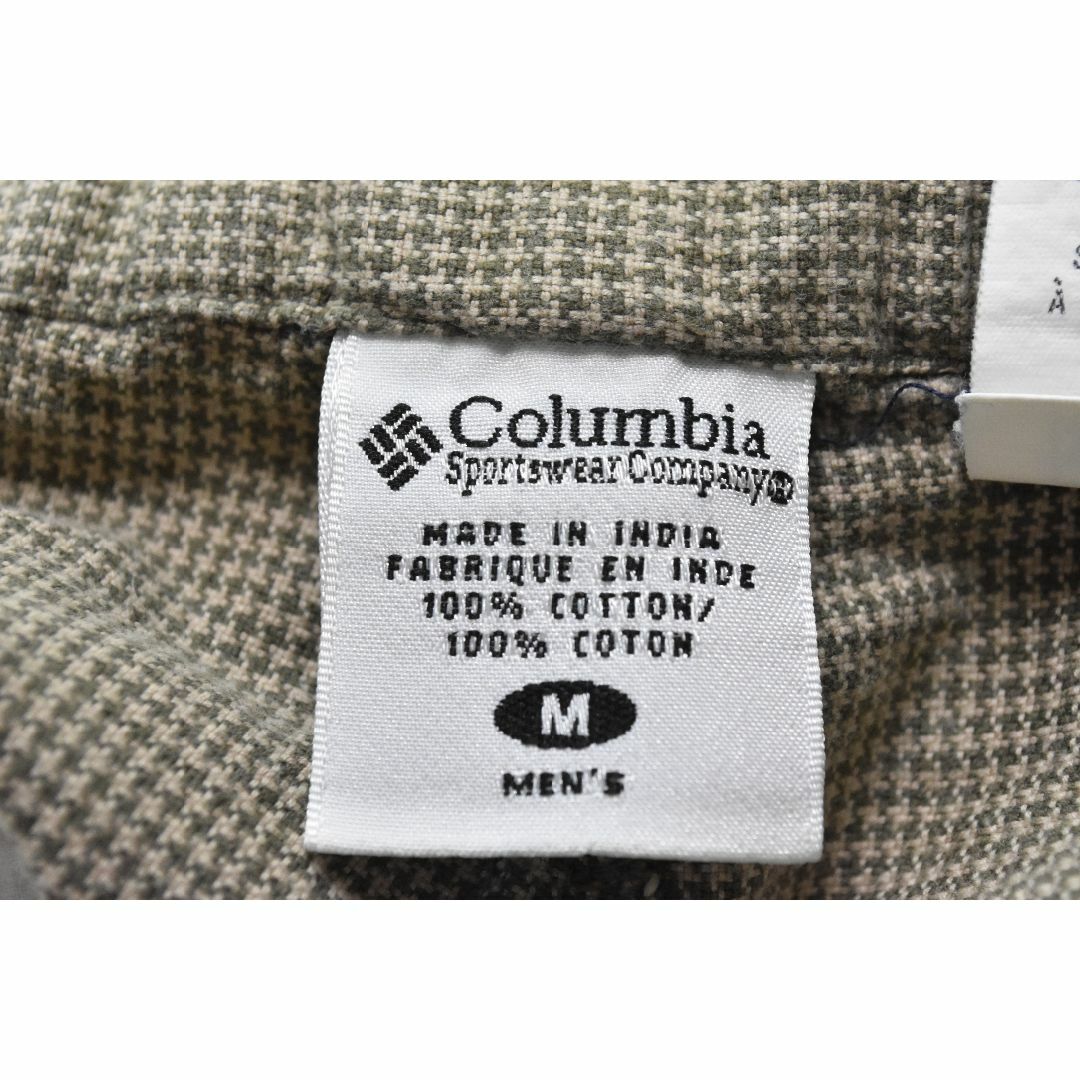 Columbia
Sportswear Company®
MADE IN INDIA
FABRIQUE EN INDE
100% COTTON/
100% COTON
M
MEN'S